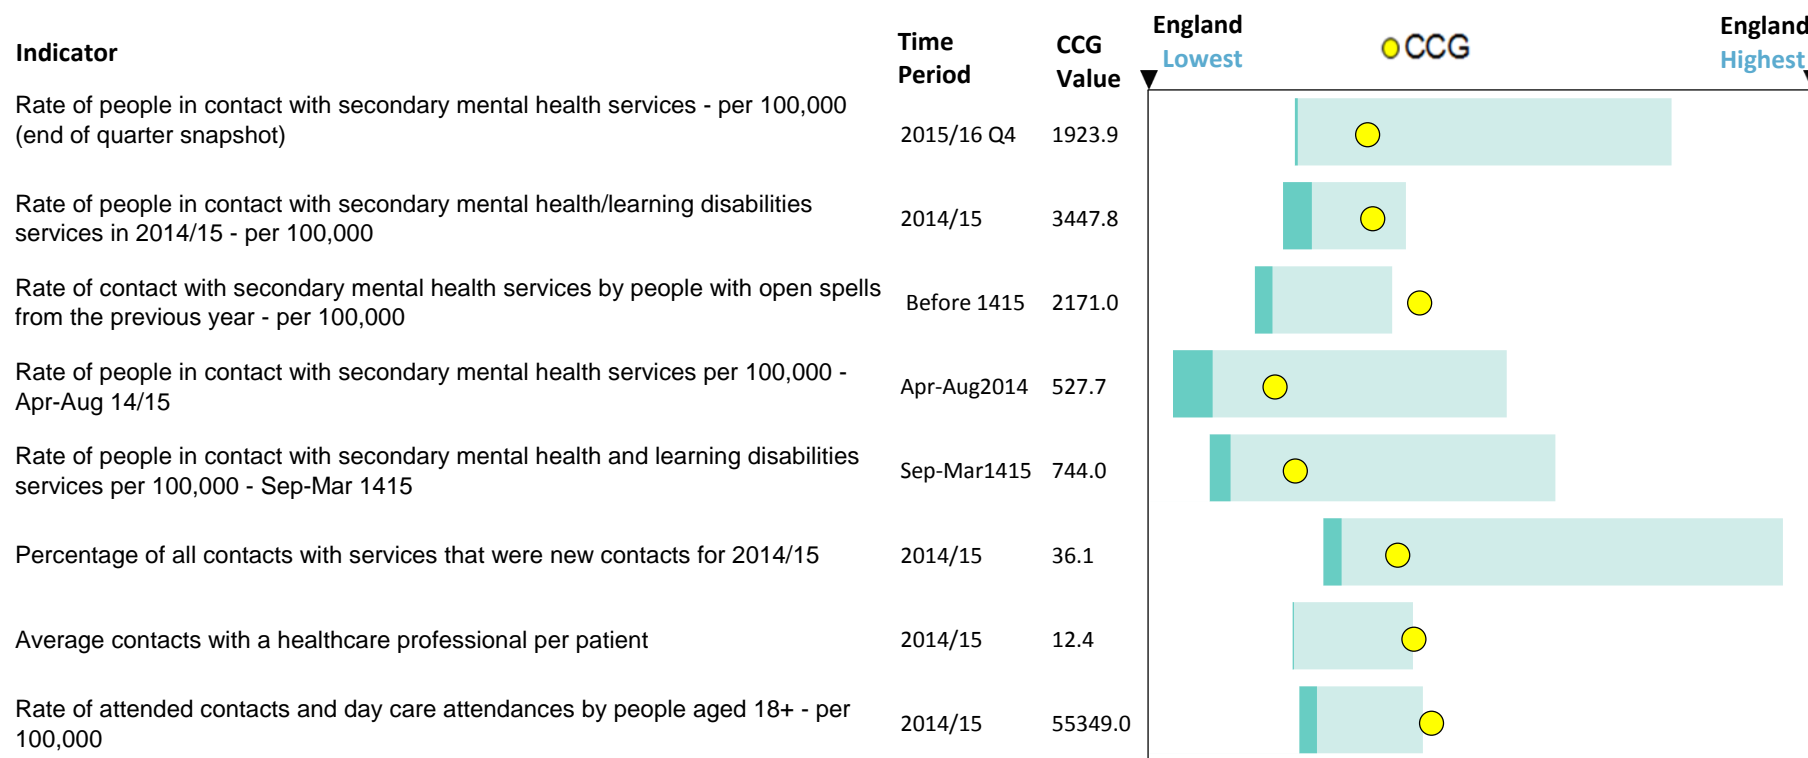 Indicator
Time
Period
CCG
Value
England
Lowest
CCG
England
Highest
Rate of people in contact with secondary mental health services - per 100,000
(end of quarter snapshot)
2015/16 Q4
1923.9
Rate of people in contact with secondary mental health/learning disabilities
services in 2014/15 - per 100,000
2014/15
3447.8
Rate of contact with secondary mental health services by people with open spells
from the previous year - per 100,000
Before 1415
2171.0
Rate of people in contact with secondary mental health services per 100,000 -
Apr-Aug 14/15
Apr-Aug2014
527.7
Rate of people in contact with secondary mental health and learning disabilities
services per 100,000 - Sep-Mar 1415
Sep-Mar1415
744.0
Percentage of all contacts with services that were new contacts for 2014/15
2014/15
36.1
Average contacts with a healthcare professional per patient
2014/15
12.4
Rate of attended contacts and day care attendances by people aged 18+ - per
100,000
2014/15
55349.0